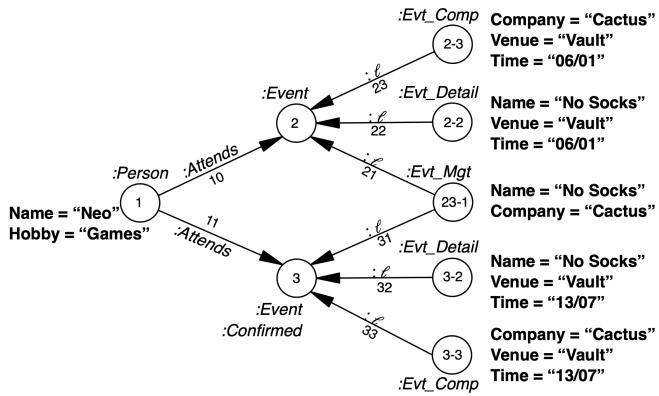 :Evt_Comp
2-3
Company = “Cactus”
Venue = “Vault”
Time = “06/01”
:ℓ
23
:Event
2
:Evt_Detail
2-2
Name = “No Socks”
Venue = “Vault”
Time = “06/01”
:ℓ
22
:ℓ
21
:Evt_Mgt
23-1
Name = “No Socks”
Company = “Cactus”
:Person
1
Name = “Neo”
Hobby = “Games”
:Attends
10
11
:Attends
:ℓ
31
:Evt_Detail
3-2
Name = “No Socks”
Venue = “Vault”
Time = “13/07”
:ℓ
32
3
:Event
:Confirmed
:ℓ
33
3-3
:Evt_Comp
Company = “Cactus”
Venue = “Vault”
Time = “13/07”